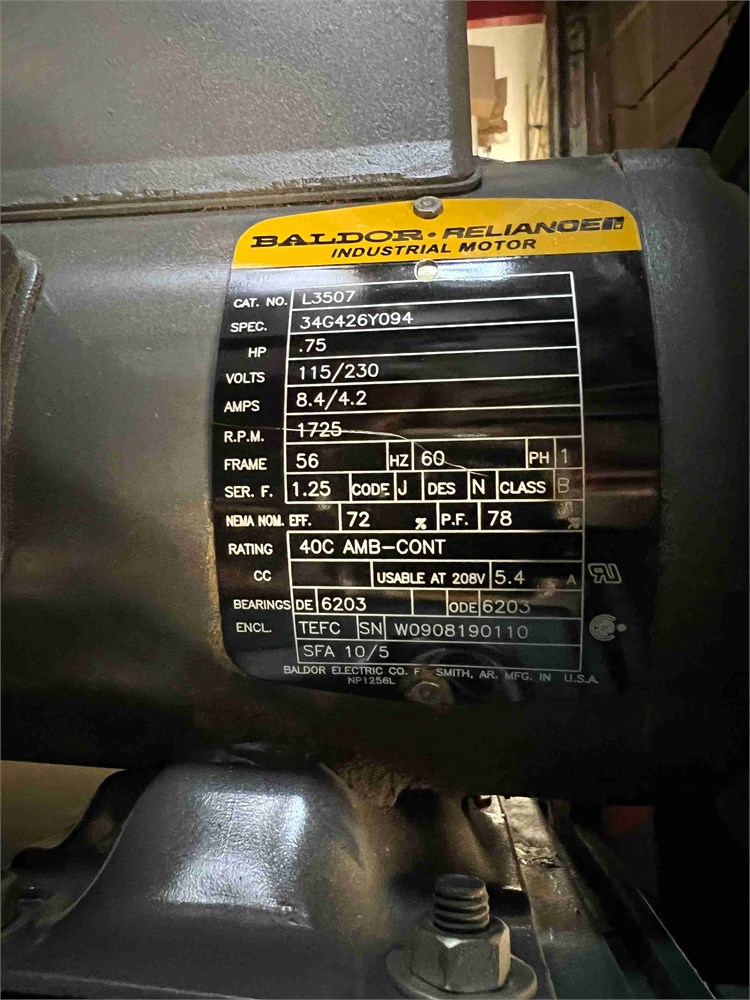 BALDOR • RELIANCER
INDUSTRIAL MOTOR
CAT. NO. L3507
SPEC. 34G426Y094
HP .75
VOLTS 115/230
AMPS 8.4/4.2
R.P.M. 1725
FRAME 56 HZ 60 PH 1
SER. F. 1.25 CODE J DES N CLASS B
NEMA NOM. EFF. 72 % P.F. 78 %
RATING 40C AMB-CONT
CC USABLE AT 208V 5.4 A
BEARINGS DE 6203 ODE 6203
ENCL. TEFC SN W0908190110
SFA 10/5
BALDOR ELECTRIC CO. SMITH, AR. MFG. IN U.S.A.
NP1256L